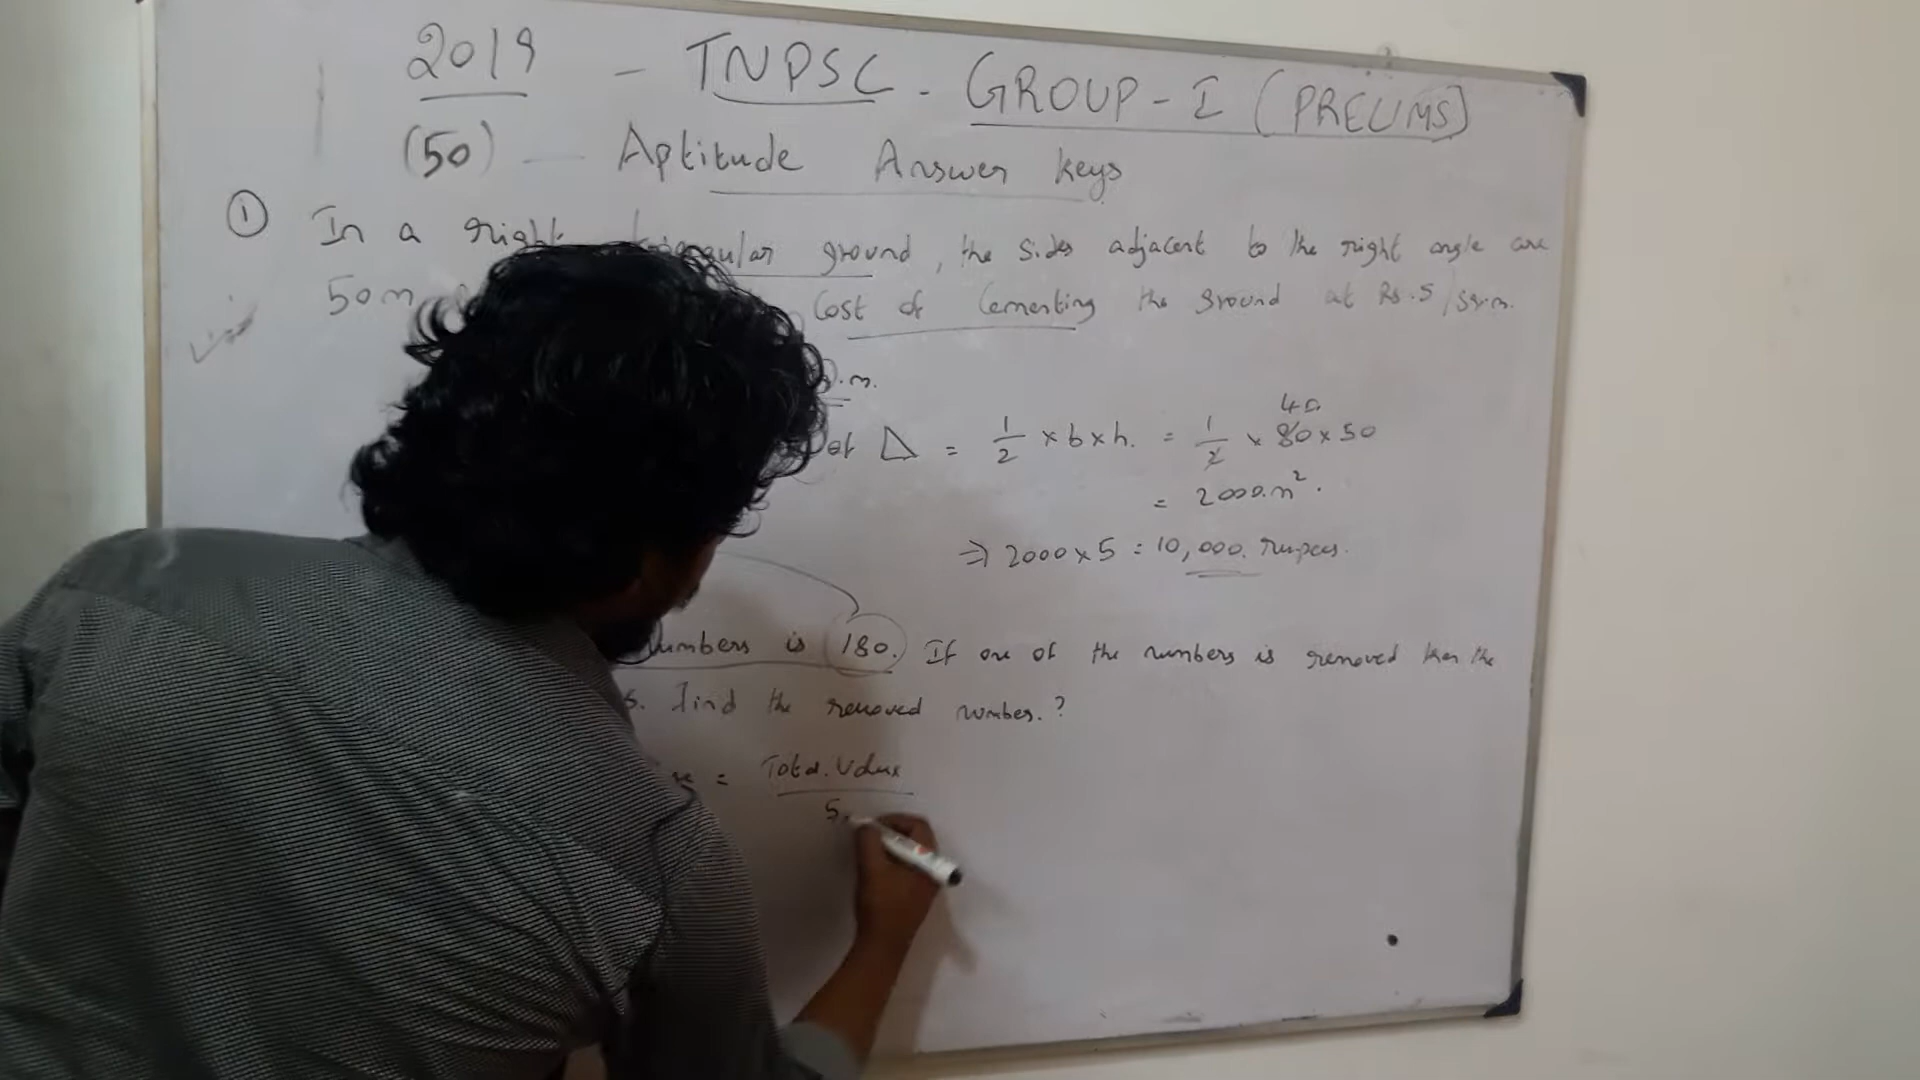 2019 - TNPSC - GROUP - I (PRELIMS)
(50) - Aptitude Answer keys
① In a right ground, the sides adjacent to the right angle are
50m Cost of Cementing the ground at Rs.5/sq.m.
.m.
of △ = 1/2 × b × h. = 1/2 × 80 × 50
40
= 2000.m².
⇒ 2000 × 5 = 10,000. rupees.
numbers is 180. If one of the numbers is removed then the
Find the removed number.?
= Total.Value
5.